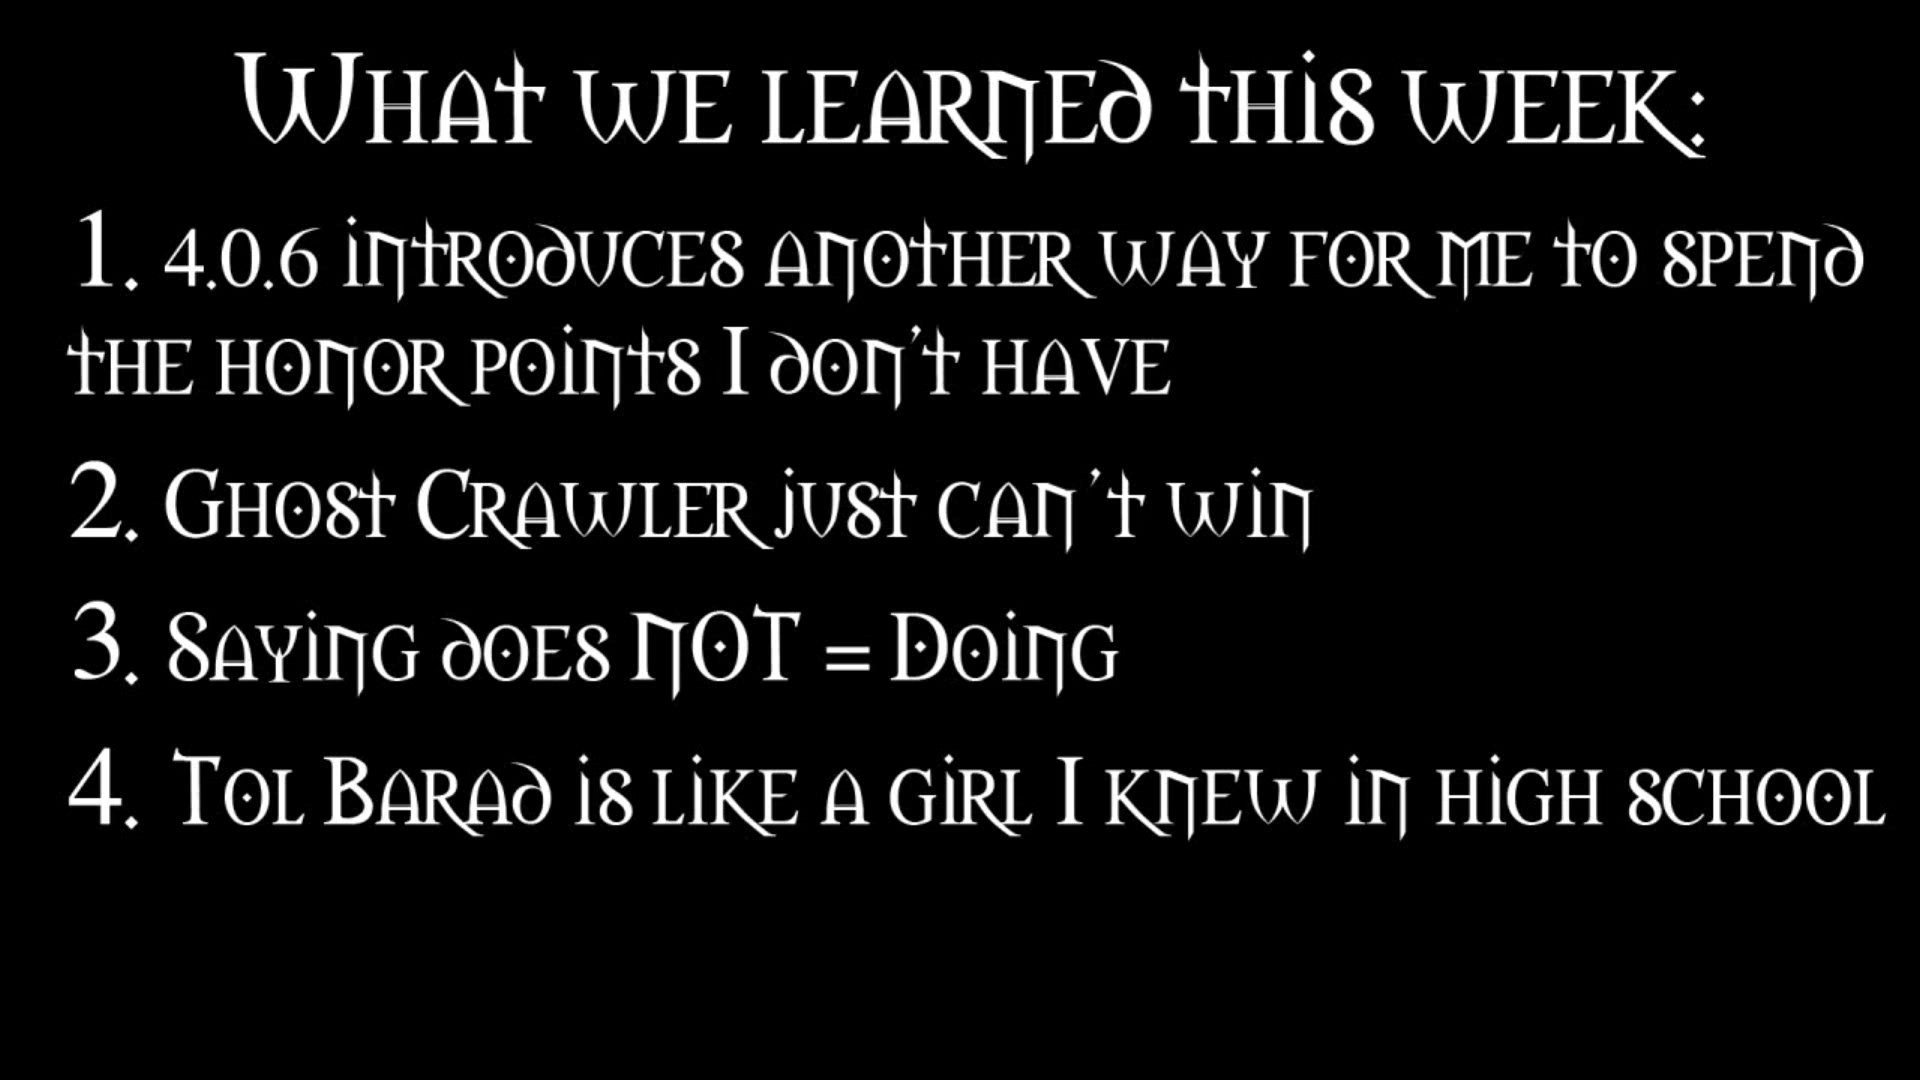 What we learned this week:
1. 4.0.6 introduces another way for me to spend
the honor points I don't have
2. Ghost Crawler just can't win
3. Saying does NOT = Doing
4. Tol Barad is like a girl I knew in high school